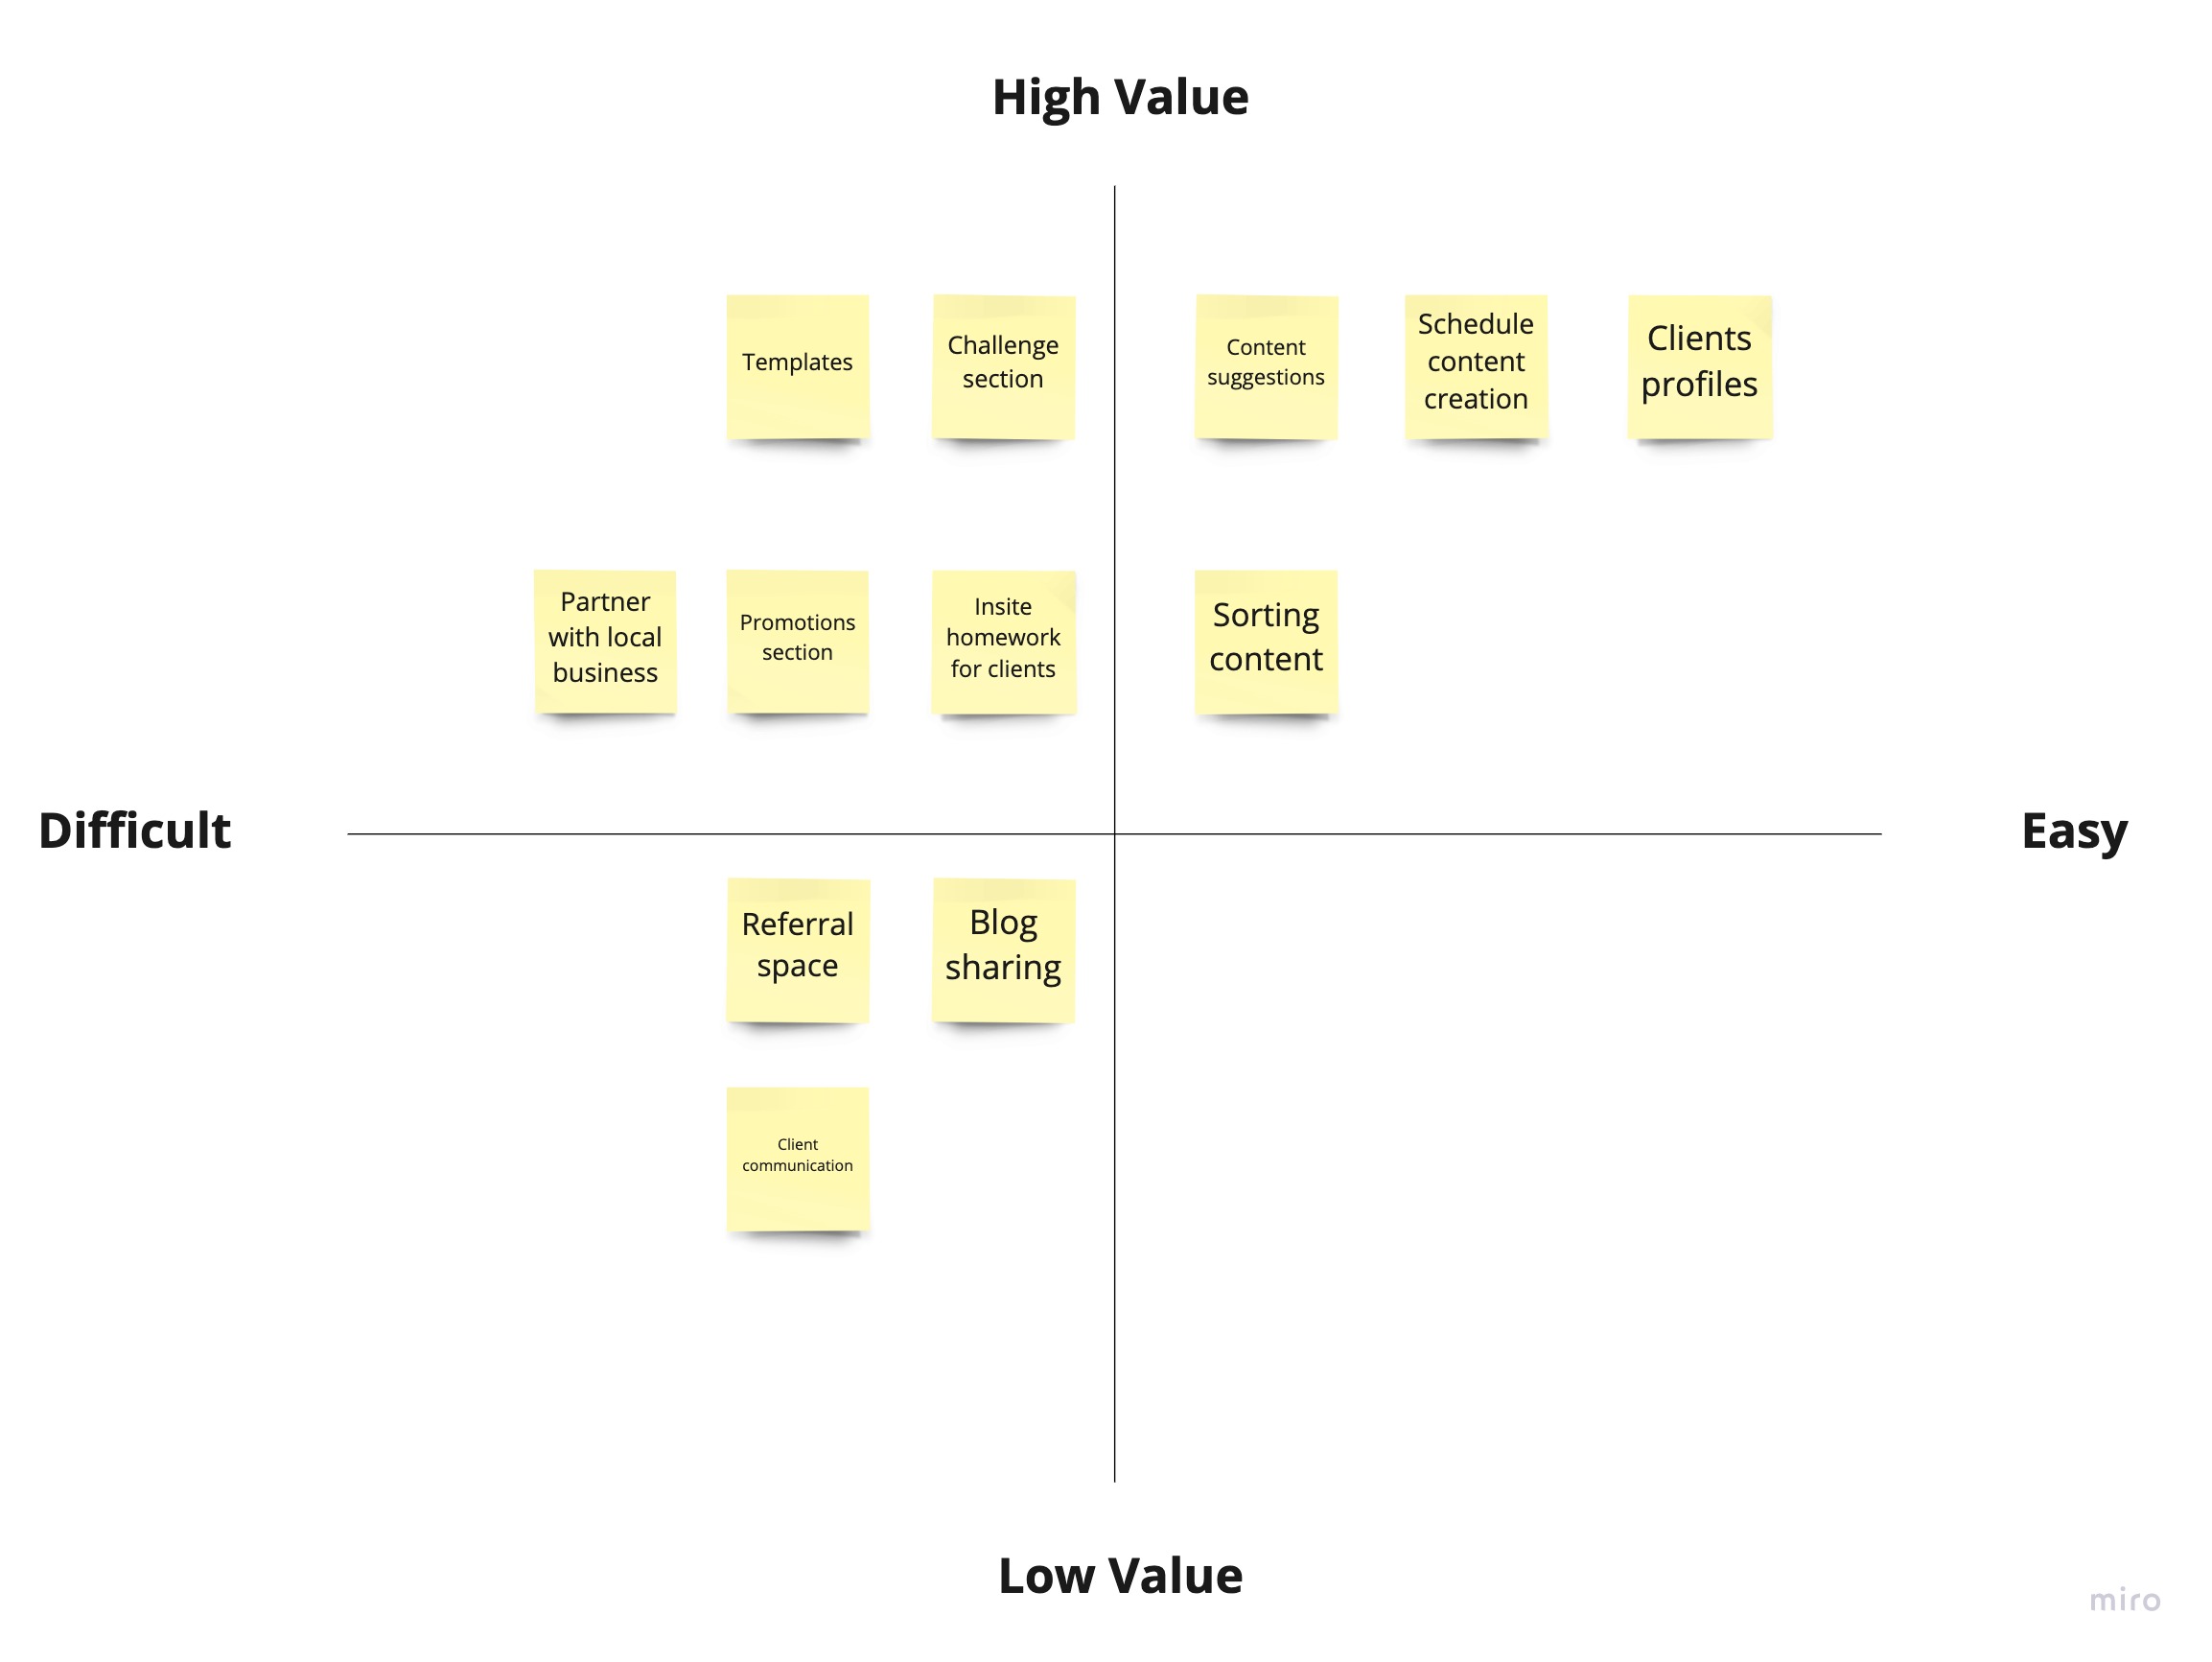 High Value
Templates
Challenge
section
Content
suggestions
Schedule
content
creation
Clients
profiles
Partner
with local
business
Promotions
section
Insite
homework
for clients
Sorting
content
Difficult
Easy
Referral
space
Blog
sharing
Client
communication
Low Value
miro